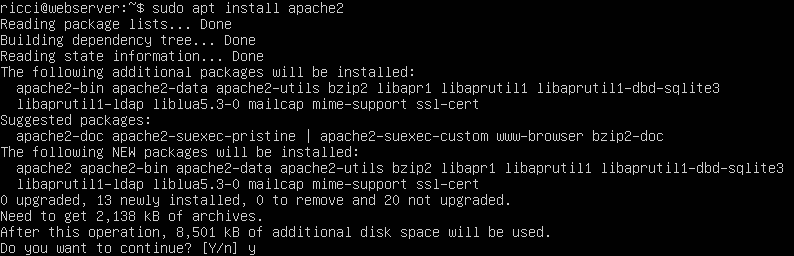 ricci@webserver:~$ sudo apt install apache2
Reading package lists... Done
Building dependency tree... Done
Reading state information... Done
The following additional packages will be installed:
  apache2-bin apache2-data apache2-utils bzip2 libapr1 libaprutil1 libaprutil1-dbd-sqlite3
  libaprutil1-ldap liblua5.3-0 mailcap mime-support ssl-cert
Suggested packages:
  apache2-doc apache2-suexec-pristine | apache2-suexec-custom www-browser bzip2-doc
The following NEW packages will be installed:
  apache2 apache2-bin apache2-data apache2-utils bzip2 libapr1 libaprutil1 libaprutil1-dbd-sqlite3
  libaprutil1-ldap liblua5.3-0 mailcap mime-support ssl-cert
0 upgraded, 13 newly installed, 0 to remove and 20 not upgraded.
Need to get 2,138 kB of archives.
After this operation, 8,501 kB of additional disk space will be used.
Do you want to continue? [Y/n] y